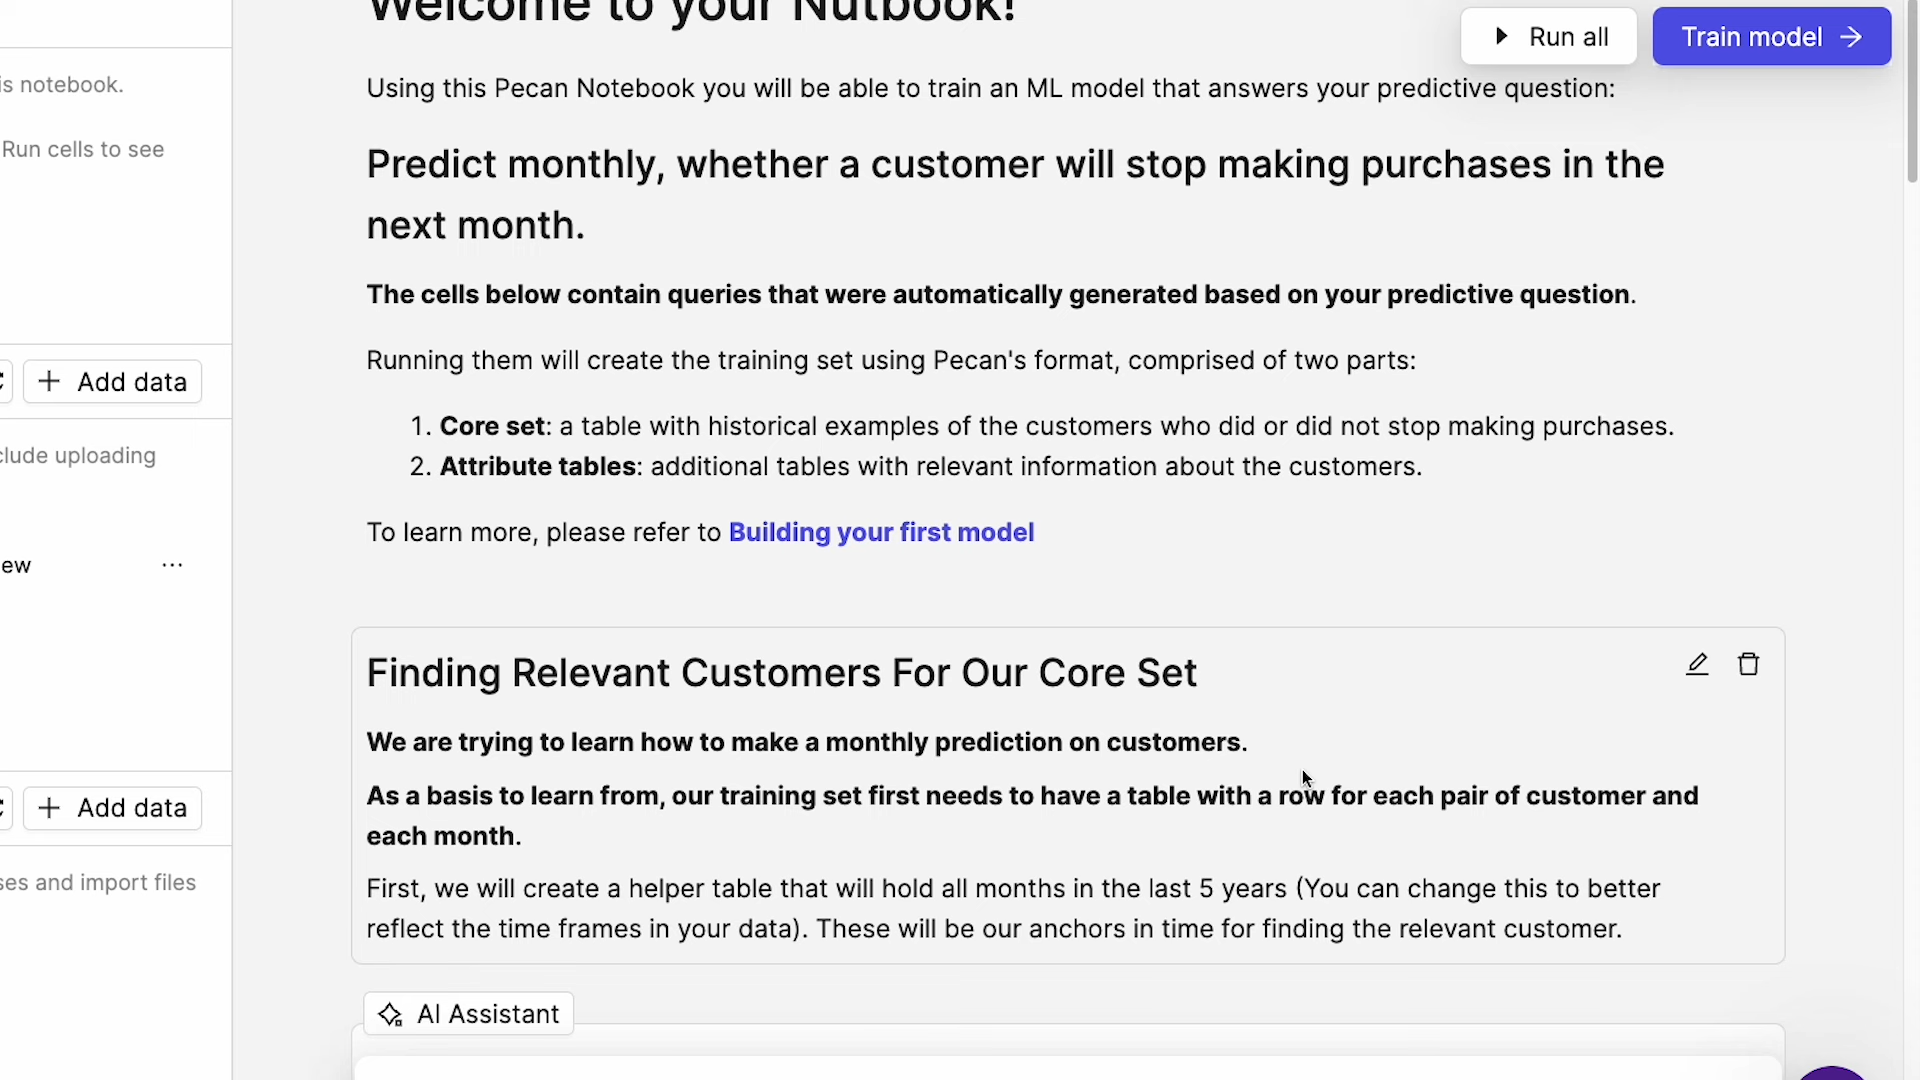 Welcome to your Nutbook!
Run all
Train model
is notebook.
Using this Pecan Notebook you will be able to train an ML model that answers your predictive question:
Run cells to see
Predict monthly, whether a customer will stop making purchases in the
next month.
The cells below contain queries that were automatically generated based on your predictive question.
Running them will create the training set using Pecan's format, comprised of two parts:
+ Add data
1. Core set: a table with historical examples of the customers who did or did not stop making purchases.
clude uploading
2. Attribute tables: additional tables with relevant information about the customers.
To learn more, please refer to Building your first model
ew ...
Finding Relevant Customers For Our Core Set
We are trying to learn how to make a monthly prediction on customers.
As a basis to learn from, our training set first needs to have a table with a row for each pair of customer and
each month.
+ Add data
First, we will create a helper table that will hold all months in the last 5 years (You can change this to better
reflect the time frames in your data). These will be our anchors in time for finding the relevant customer.
ses and import files
AI Assistant